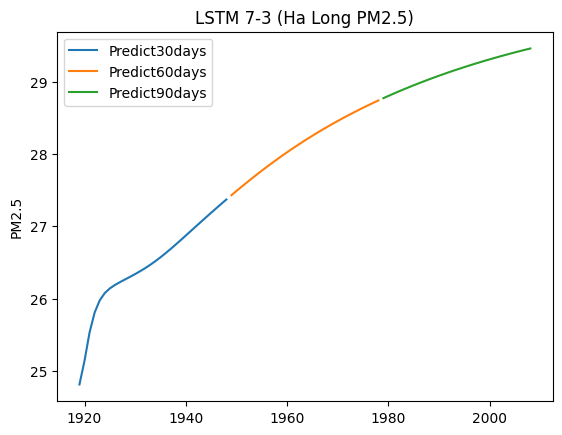 LSTM 7-3 (Ha Long PM2.5)
Predict30days
Predict60days
Predict90days
PM2.5
29
28
27
26
25
1920
1940
1960
1980
2000